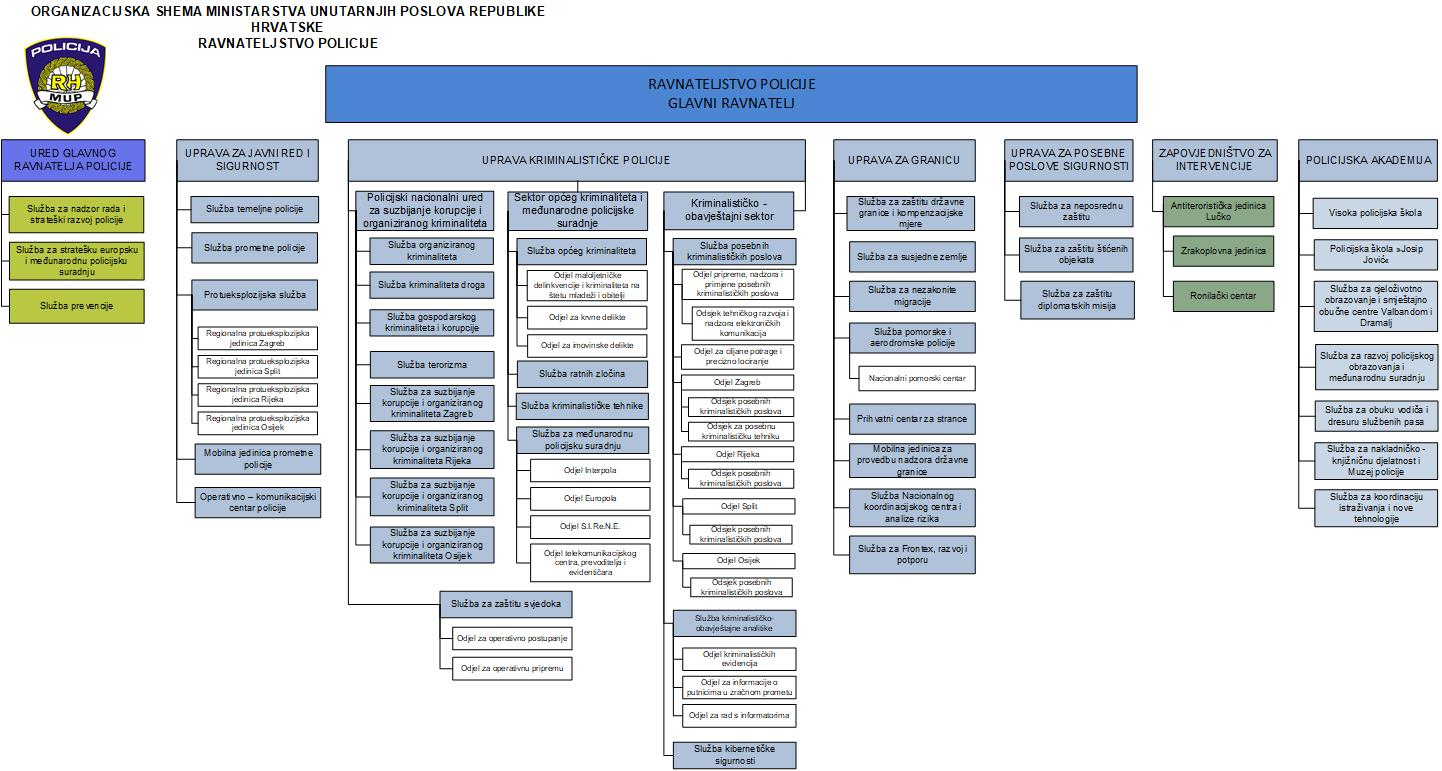 ORGANIZACIJSKA SHEMA MINISTARSTVA UNUTARNJIH POSLOVA REPUBLIKE
HRVATSKE
RAVNATELJSTVO POLICIJE
POLICIJA
RH
MUP
RAVNATELJSTVO POLICIJE
GLAVNI RAVNATELJ
URED GLAVNOG
RAVNATELJA POLICIJE
Služba za nadzor rada i
strateški razvoj policije
Služba za stratešku europsku
i međunarodnu policijsku
suradnju
Služba prevencije
UPRAVA ZA JAVNI RED I
SIGURNOST
Služba temeljne policije
Služba prometne policije
Protueksplozijska služba
Regionalna protueksplozijska
jedinica Zagreb
Regionalna protueksplozijska
jedinica Split
Regionalna protueksplozijska
jedinica Rijeka
Regionalna protueksplozijska
jedinica Osijek
Mobilna jedinica prometne
policije
Operativno – komunikacijski
centar policije
UPRAVA KRIMINALISTIČKE POLICIJE
Policijski nacionalni ured
za suzbijanje korupcije i
organiziranog kriminaliteta
Služba organiziranog
kriminaliteta
Služba kriminaliteta droga
Služba gospodarskog
kriminaliteta i korupcije
Služba terorizma
Služba za suzbijanje
korupcije i organiziranog
kriminaliteta Zagreb
Služba za suzbijanje
korupcije i organiziranog
kriminaliteta Rijeka
Služba za suzbijanje
korupcije i organiziranog
kriminaliteta Split
Služba za suzbijanje
korupcije i organiziranog
kriminaliteta Osijek
Sektor općeg kriminaliteta i
međunarodne policijske
suradnje
Služba općeg kriminaliteta
Odjel maloljetničke
delinkvencije i kriminaliteta na
štetu mladeži i obitelji
Odjel za krvne delikte
Odjel za imovinske delikte
Služba ratnih zločina
Služba kriminalističke tehnike
Služba za međunarodnu
policijsku suradnju
Odjel Interpola
Odjel Europola
Odjel S.I.Re.N.E.
Odjel telekomunikacijskog
centra, prevoditelja i
evidentičara
Služba za zaštitu svjedoka
Odjel za operativno postupanje
Odjel za operativnu pripremu
Kriminalističko -
obavještajni sektor
Služba posebnih
kriminalističkih poslova
Odjel pripreme, nadzora i
primjene posebnih
kriminalističkih poslova
Odsjek tehničkog razvoja i
nadzora elektroničkih
komunikacija
Odjel za ciljane potrage i
precizno lociranje
Odjel Zagreb
Odsjek posebnih
kriminalističkih poslova
Odsjek za posebnu
kriminalističku tehniku
Odjel Rijeka
Odsjek posebnih
kriminalističkih poslova
Odjel Split
Odsjek posebnih
kriminalističkih poslova
Odjel Osijek
Odsjek posebnih
kriminalističkih poslova
Služba kriminalističko-
obavještajne analitike
Odjel kriminalističkih
evidencija
Odjel za informacije o
putnicima u zračnom prometu
Odjel za rad s informatorima
Služba kibernetičke
sigurnosti
UPRAVA ZA GRANICU
Služba za zaštitu državne
granice i kompenzacijske
mjere
Služba za susjedne zemlje
Služba za nezakonite
migracije
Služba pomorske i
aerodromske policije
Nacionalni pomorski centar
Prihvatni centar za strance
Mobilna jedinica za
provedbu nadzora državne
granice
Služba Nacionalnog
koordinacijskog centra i
analize rizika
Služba za Frontex, razvoj i
potporu
UPRAVA ZA POSEBNE
POSLOVE SIGURNOSTI
Služba za neposrednu
zaštitu
Služba za zaštitu štićenih
objekata
Služba za zaštitu
diplomatskih misija
ZAPOVJEDNIŠTVO ZA
INTERVENCIJE
Antiteroristička jedinica
Lučko
Zrakoplovna jedinica
Ronilački centar
POLICIJSKA AKADEMIJA
Visoka policijska škola
Policijska škola »Josip
Jović«
Služba za cjeloživotno
obrazovanje i smještajno
obučne centre Valbandom i
Dramalj
Služba za razvoj policijskog
obrazovanja i
međunarodnu suradnju
Služba za obuku vodiča i
dresuru službenih pasa
Služba za nakladničko -
knjižničnu djelatnost i
Muzej policije
Služba za koordinaciju
istraživanja i nove
tehnologije